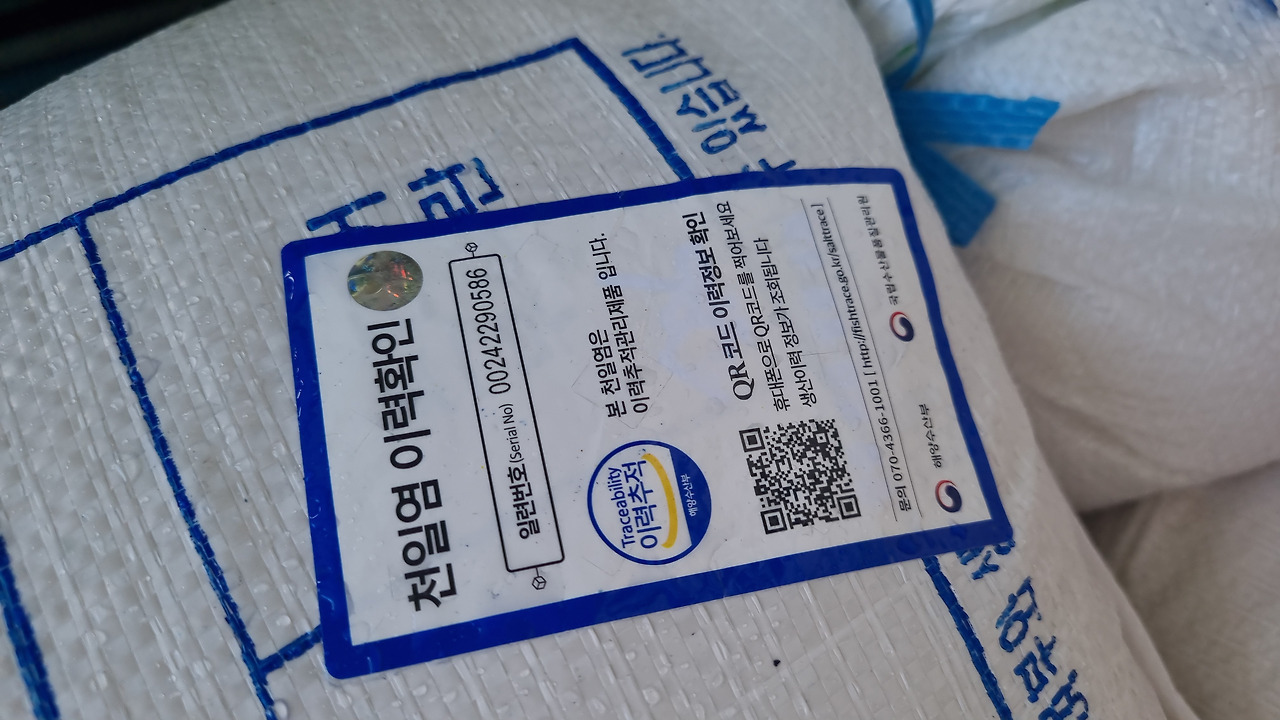 천일염 이력확인
일련번호(Serial No) 00242290586
Traceability
이력추적
해양수산부
본 천일염은
이력추적관리제품 입니다.
QR 코드 이력정보 확인
휴대폰으로 QR코드를 찍어보세요
생산이력 정보가 조회됩니다
문의 070-4366-1001 [ http://fishtrace.go.kr/salttrace ]
해양수산부 국립수산물품질관리원
있습니다